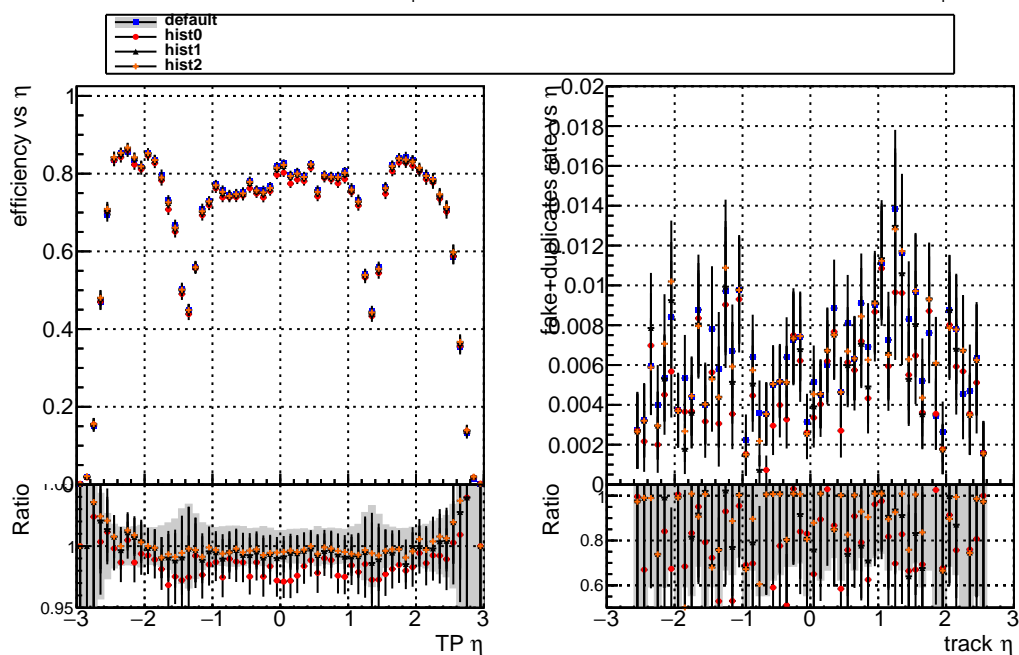 default
hist0
hist1
hist2
efficiency vs η
1
0.8
0.6
0.4
0.2
0
Ratio
1
0.95
−3 −2 −1 0 1 2 3
TP η
fake+duplicates rate vs η
0.02
0.018
0.016
0.014
0.012
0.01
0.008
0.006
0.004
0.002
0
Ratio
1
0.8
0.6
−3 −2 −1 0 1 2 3
track η